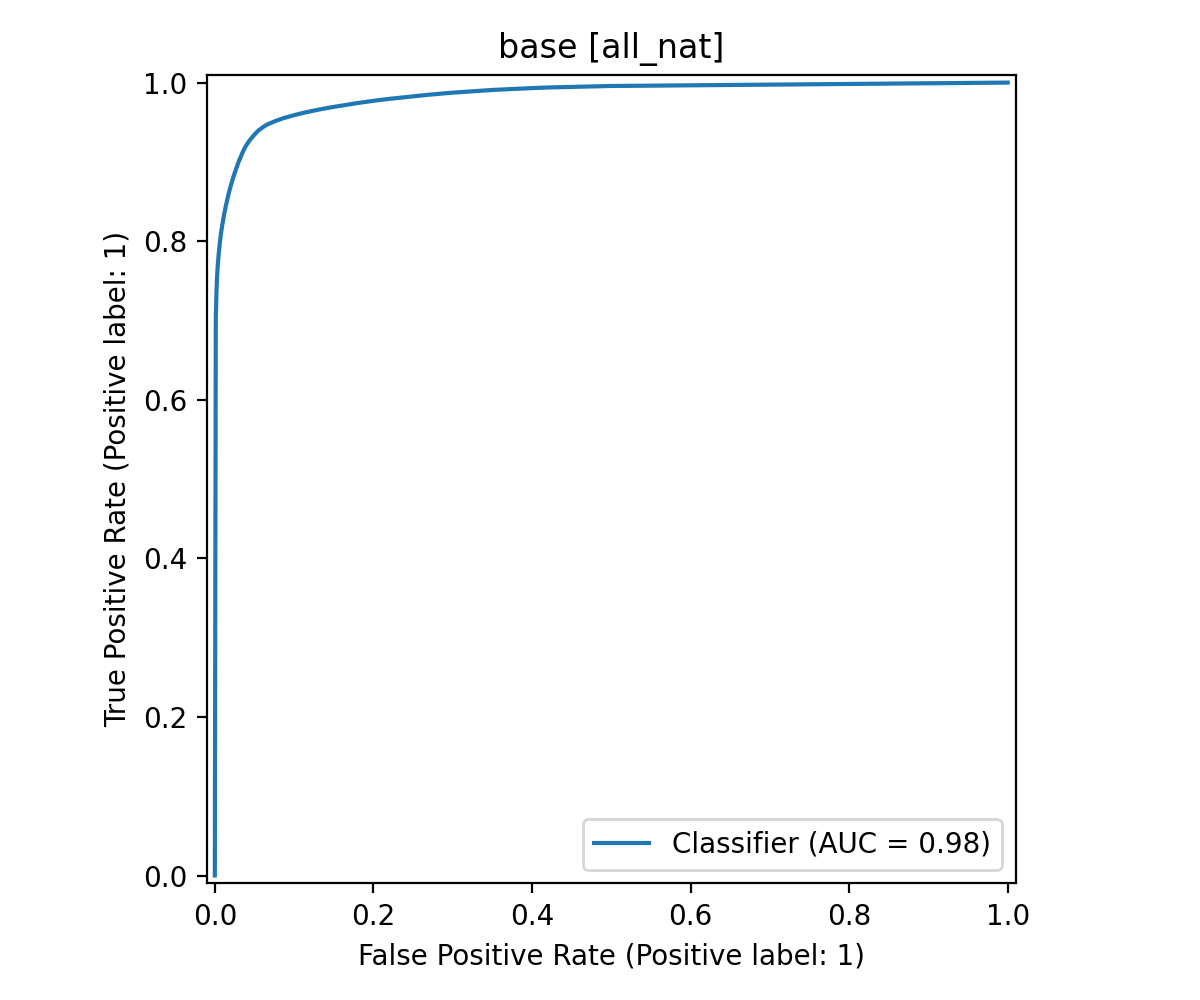 base [all_nat]
1.0
0.8
0.6
0.4
0.2
0.0
True Positive Rate (Positive label: 1)
Classifier (AUC = 0.98)
0.0 0.2 0.4 0.6 0.8 1.0
False Positive Rate (Positive label: 1)